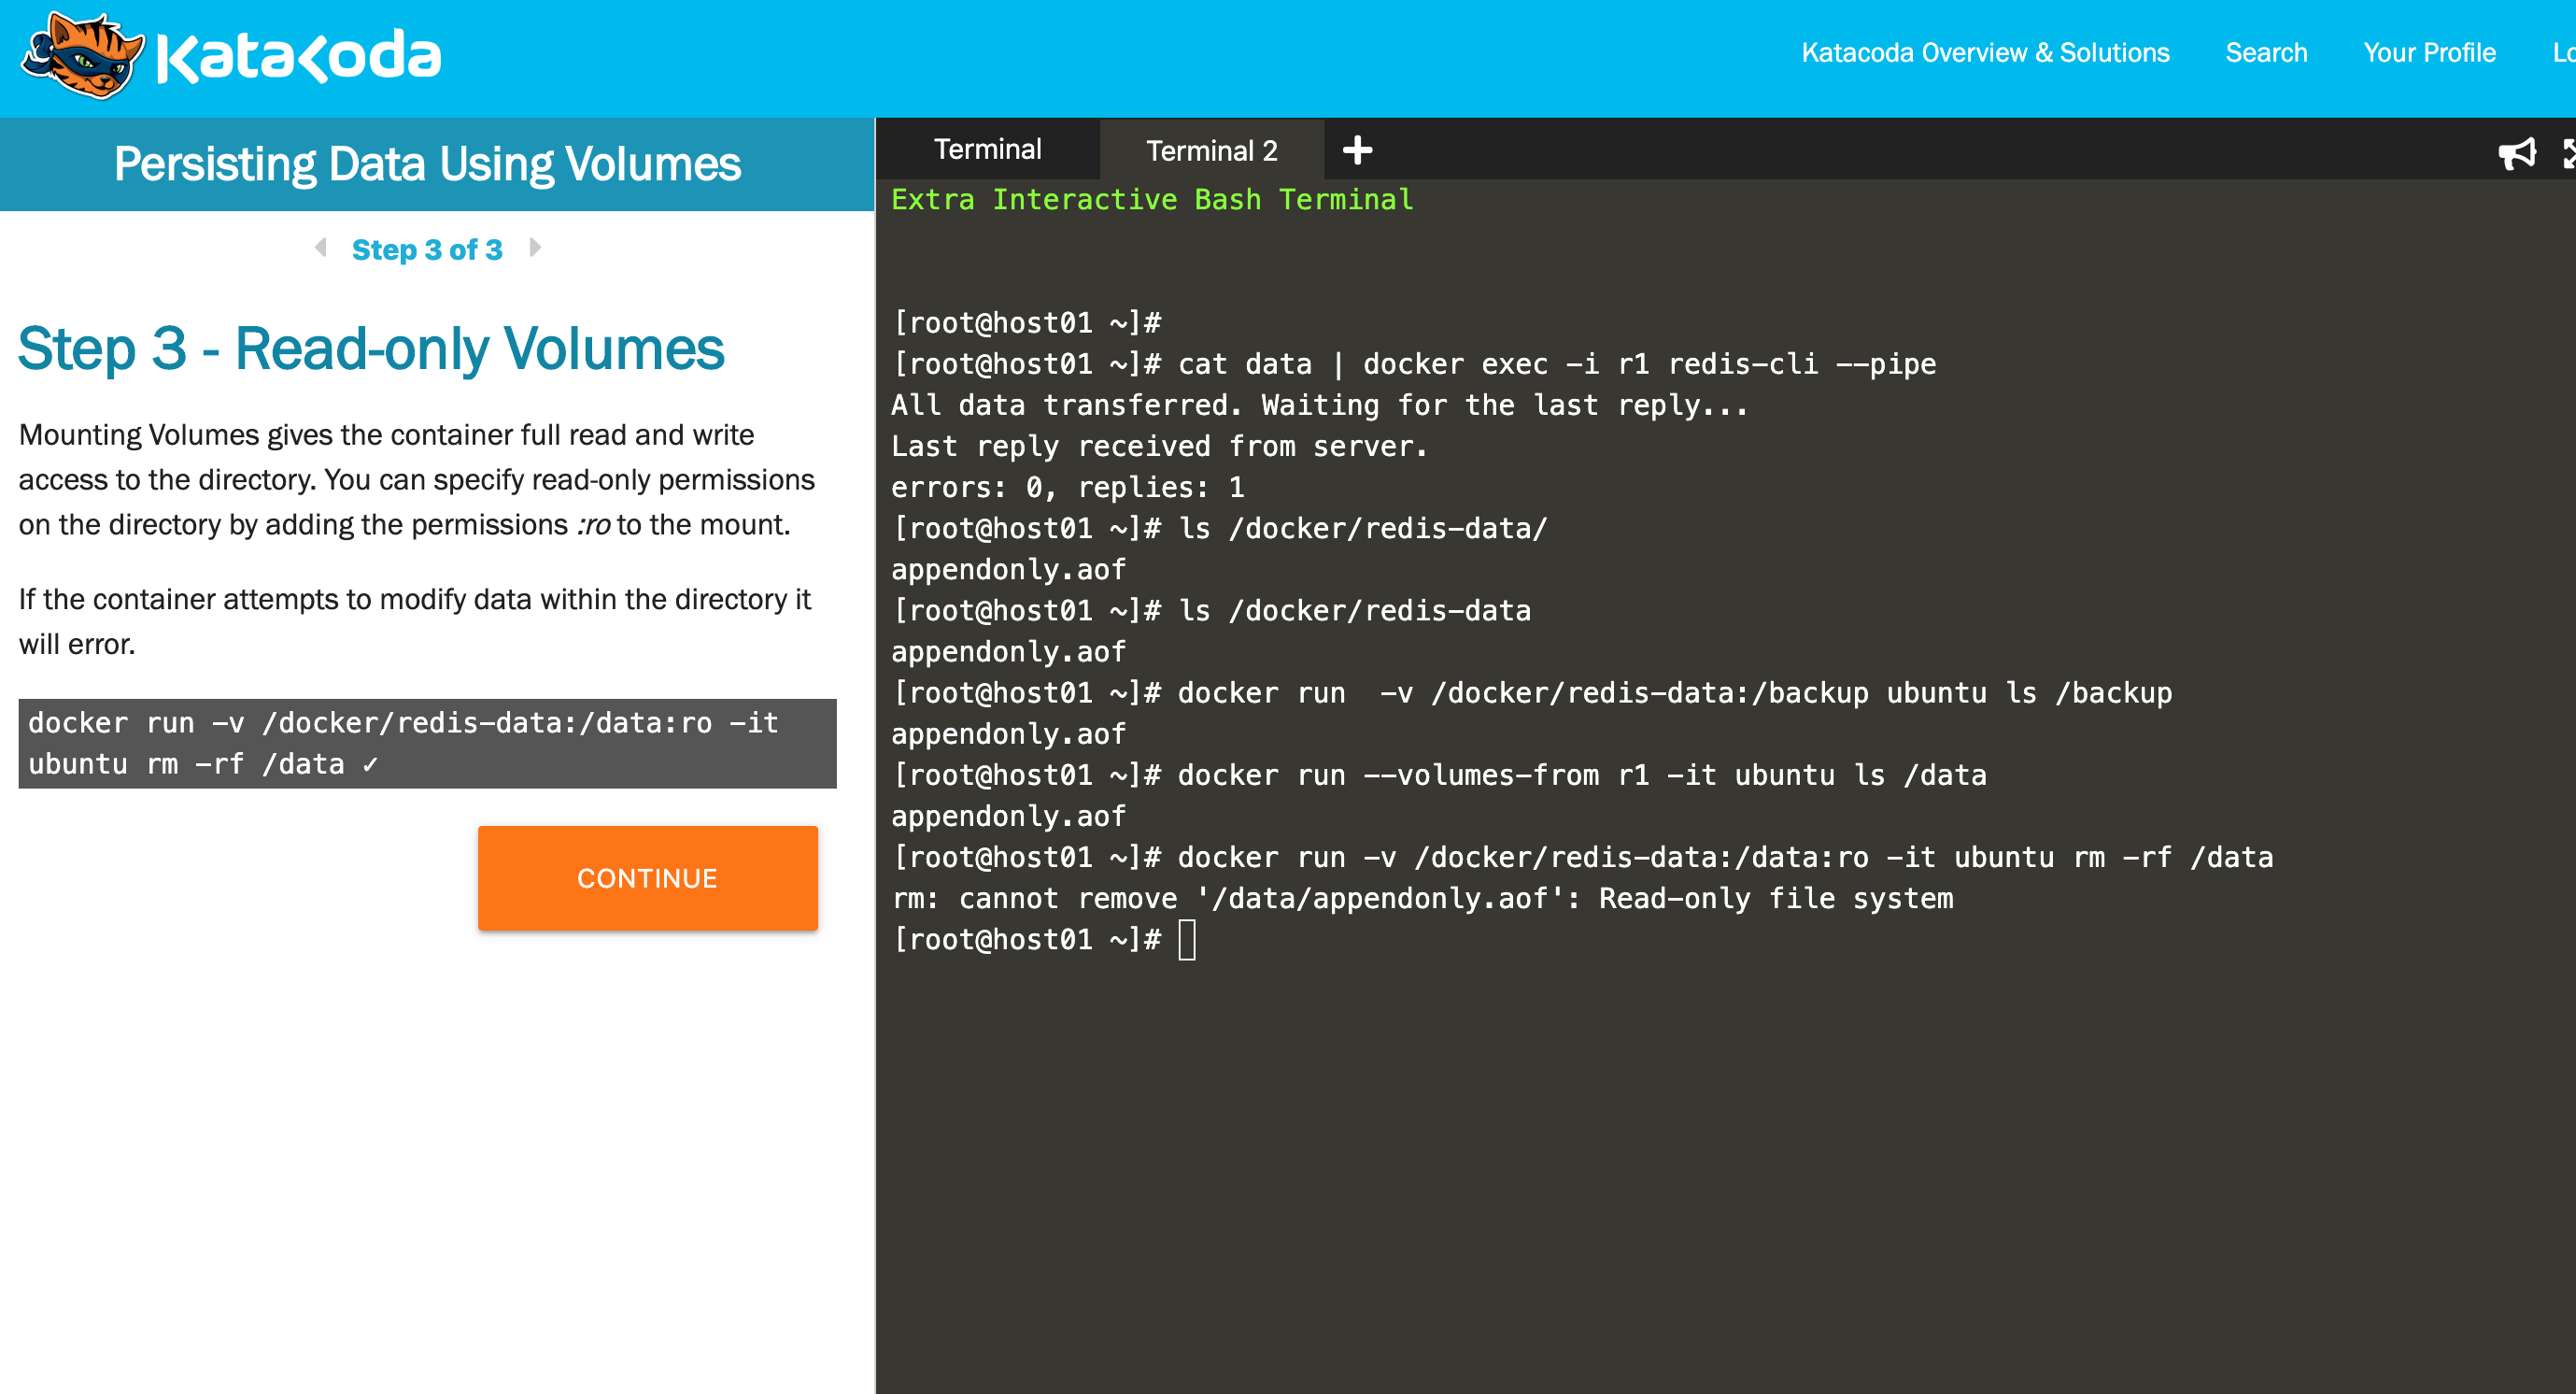 Katacoda
Katacoda Overview & Solutions
Search
Your Profile
Persisting Data Using Volumes
Step 3 of 3
Step 3 - Read-only Volumes
Mounting Volumes gives the container full read and write
access to the directory. You can specify read-only permissions
on the directory by adding the permissions :ro to the mount.
If the container attempts to modify data within the directory it
will error.
docker run -v /docker/redis-data:/data:ro -it
ubuntu rm -rf /data ✓
CONTINUE
Terminal
Terminal 2
Extra Interactive Bash Terminal
[root@host01 ~]#
[root@host01 ~]# cat data | docker exec -i r1 redis-cli --pipe
All data transferred. Waiting for the last reply...
Last reply received from server.
errors: 0, replies: 1
[root@host01 ~]# ls /docker/redis-data/
appendonly.aof
[root@host01 ~]# ls /docker/redis-data
appendonly.aof
[root@host01 ~]# docker run  -v /docker/redis-data:/backup ubuntu ls /backup
appendonly.aof
[root@host01 ~]# docker run --volumes-from r1 -it ubuntu ls /data
appendonly.aof
[root@host01 ~]# docker run -v /docker/redis-data:/data:ro -it ubuntu rm -rf /data
rm: cannot remove '/data/appendonly.aof': Read-only file system
[root@host01 ~]#